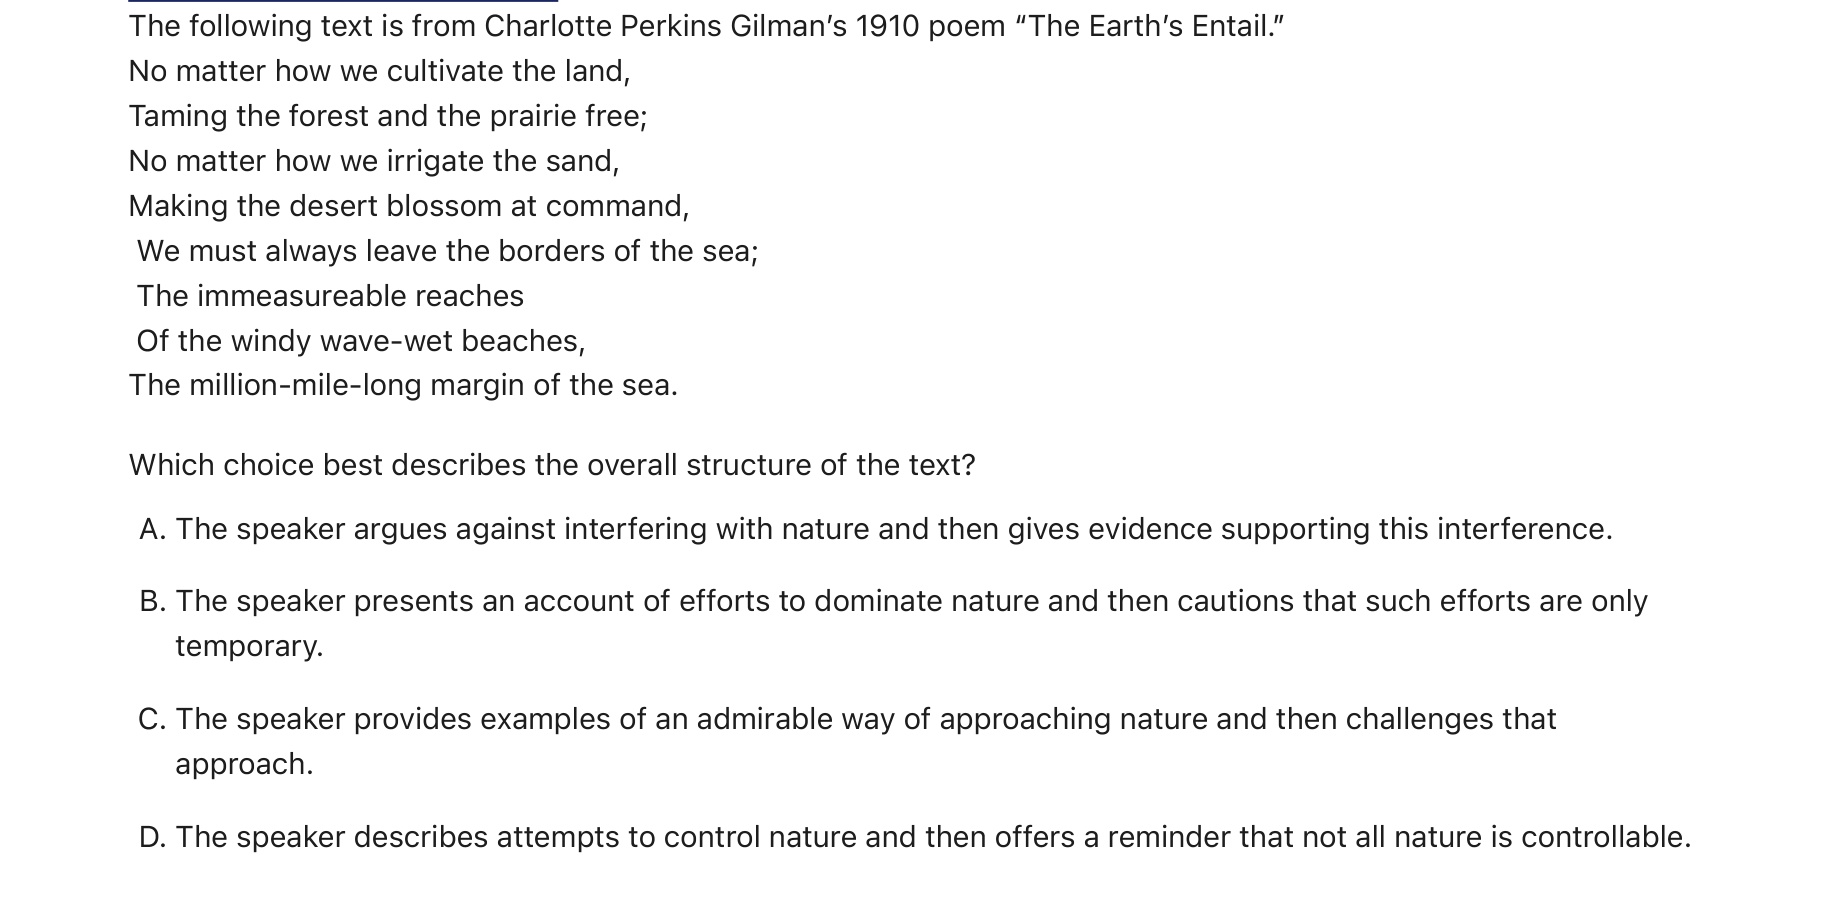 The following text is from Charlotte Perkins Gilman’s 1910 poem “The Earth’s Entail.”
No matter how we cultivate the land,
Taming the forest and the prairie free;
No matter how we irrigate the sand,
Making the desert blossom at command,
We must always leave the borders of the sea;
The immeasureable reaches
Of the windy wave-wet beaches,
The million-mile-long margin of the sea.
Which choice best describes the overall structure of the text?
A. The speaker argues against interfering with nature and then gives evidence supporting this interference.
B. The speaker presents an account of efforts to dominate nature and then cautions that such efforts are only
temporary.
C. The speaker provides examples of an admirable way of approaching nature and then challenges that
approach.
D. The speaker describes attempts to control nature and then offers a reminder that not all nature is controllable.